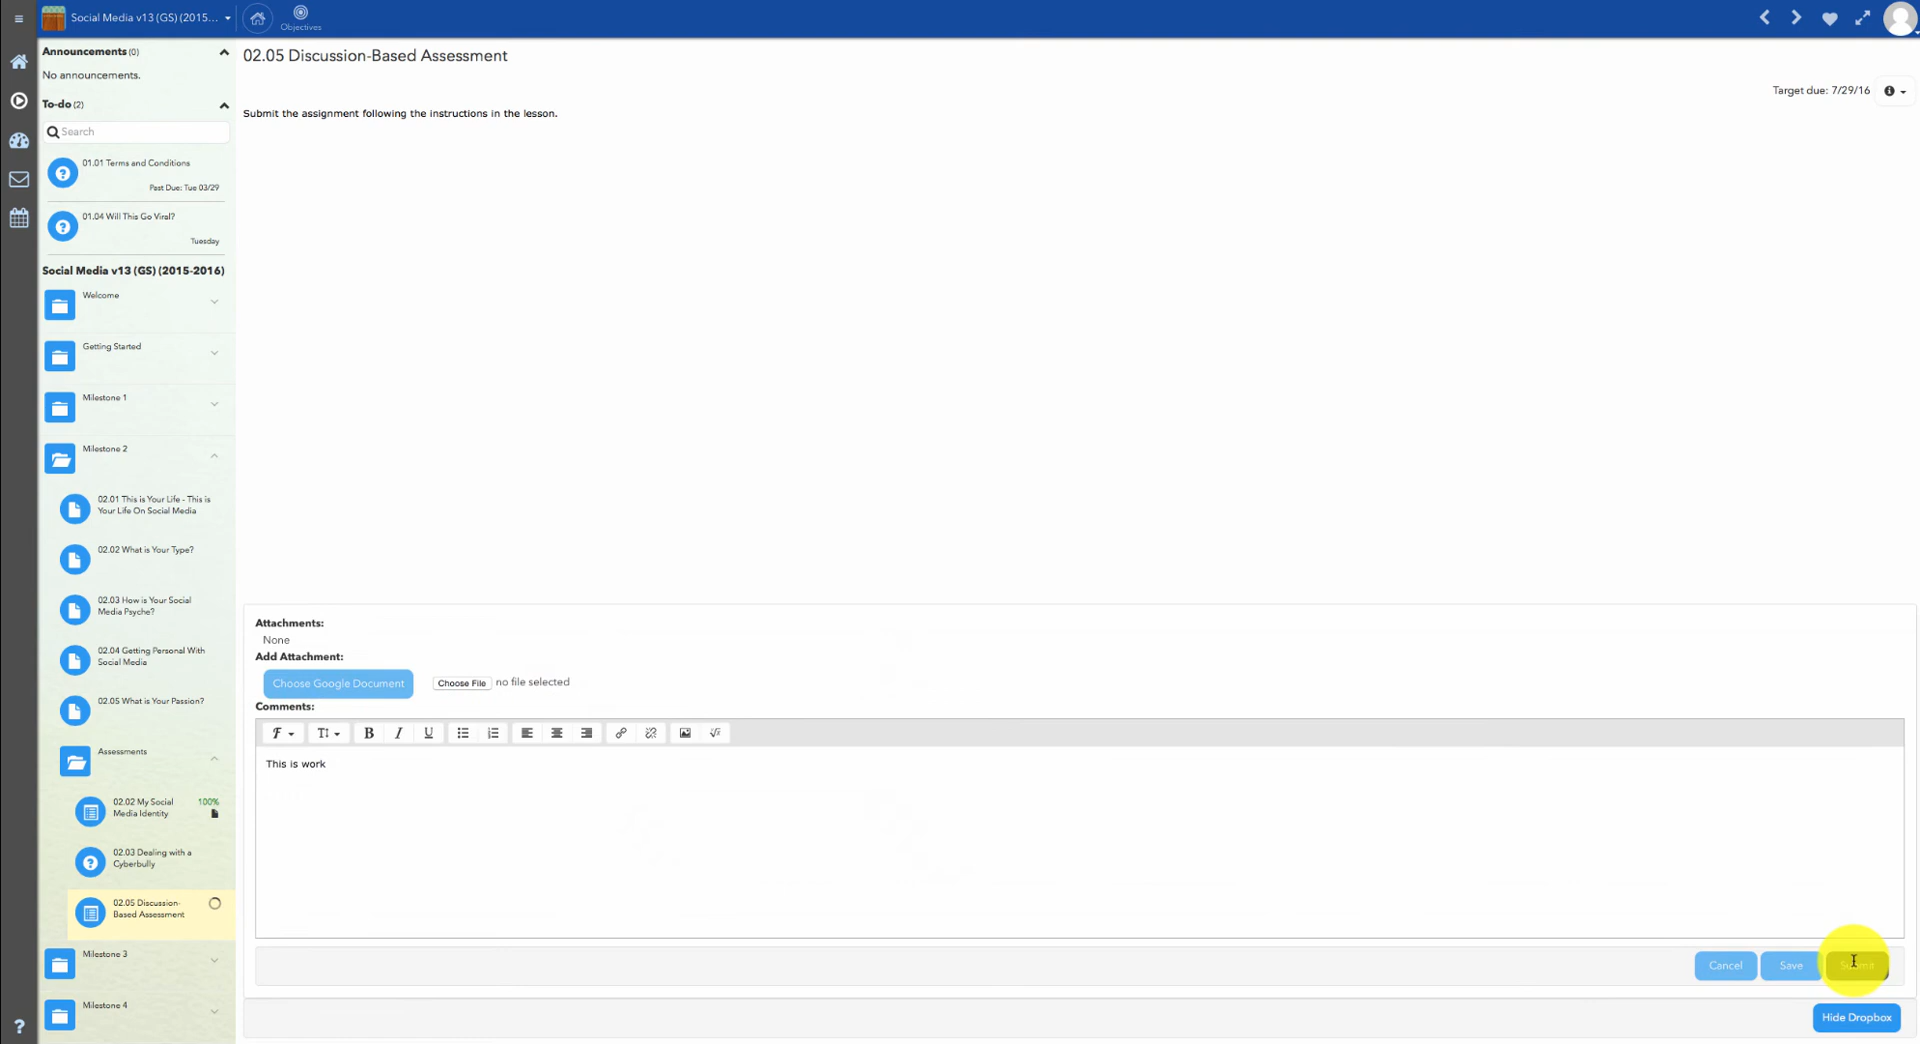 Social Media v13 (GS) (2015...
Objectives
Announcements (0)
No announcements.
To-do (2)
Search
01.01 Terms and Conditions
Past Due: Tue 03/29
01.04 Will This Go Viral?
Tuesday
Social Media v13 (GS) (2015-2016)
Welcome
Getting Started
Milestone 1
Milestone 2
02.01 This is Your Life - This is
Your Life On Social Media
02.02 What is Your Type?
02.03 How is Your Social
Media Psyche?
02.04 Getting Personal With
Social Media
02.05 What is Your Passion?
Assessments
02.02 My Social
Media Identity
100%
02.03 Dealing with a
Cyberbully
02.05 Discussion-
Based Assessment
Milestone 3
Milestone 4
02.05 Discussion-Based Assessment
Target due: 7/29/16
Submit the assignment following the instructions in the lesson.
Attachments:
None
Add Attachment:
Choose Google Document
Choose File no file selected
Comments:
This is work
Cancel
Save
Submit
Hide Dropbox